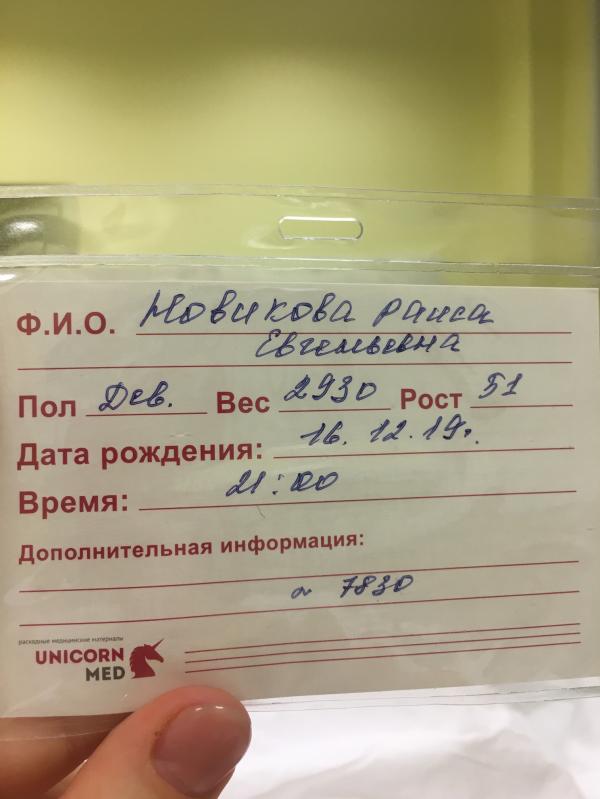 Ф.И.О. Новикова Раиса
Евгеньевна
Пол Дев. Вес 2930 Рост 51
Дата рождения: 16.12.19г.
Время: 21:00
Дополнительная информация:
~ 7830
расходные медицинские материалы
UNICORN
MED